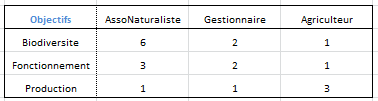 Objectifs AssoNaturaliste Gestionnaire Agriculteur
Biodiversite 6 2 1
Fonctionnement 3 2 1
Production 1 1 3